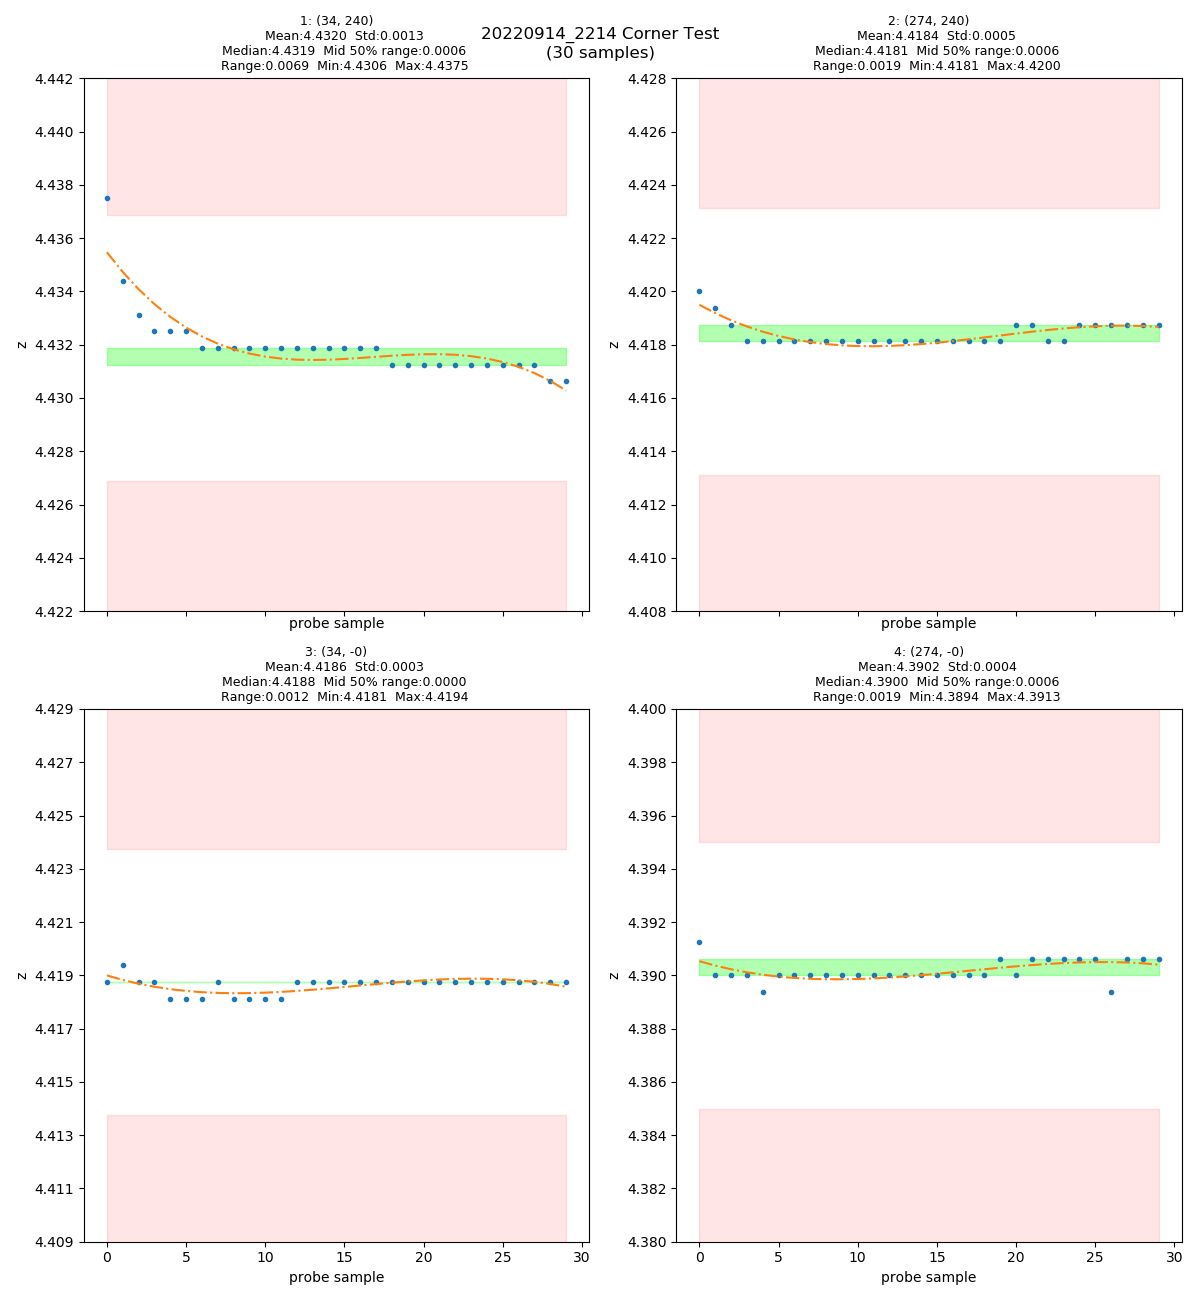 20220914_2214 Corner Test
(30 samples)
1: (34, 240)
Mean:4.4320  Std:0.0013
Median:4.4319  Mid 50% range:0.0006
Range:0.0069  Min:4.4306  Max:4.4375
4.442
4.440
4.438
4.436
4.434
4.432
4.430
4.428
4.426
4.424
4.422
z
probe sample
2: (274, 240)
Mean:4.4184  Std:0.0005
Median:4.4181  Mid 50% range:0.0006
Range:0.0019  Min:4.4181  Max:4.4200
4.428
4.426
4.424
4.422
4.420
4.418
4.416
4.414
4.412
4.410
4.408
z
probe sample
3: (34, -0)
Mean:4.4186  Std:0.0003
Median:4.4188  Mid 50% range:0.0000
Range:0.0012  Min:4.4181  Max:4.4194
4.429
4.427
4.425
4.423
4.421
4.419
4.417
4.415
4.413
4.411
4.409
z
0 5 10 15 20 25 30
probe sample
4: (274, -0)
Mean:4.3902  Std:0.0004
Median:4.3900  Mid 50% range:0.0006
Range:0.0019  Min:4.3894  Max:4.3913
4.400
4.398
4.396
4.394
4.392
4.390
4.388
4.386
4.384
4.382
4.380
z
0 5 10 15 20 25 30
probe sample